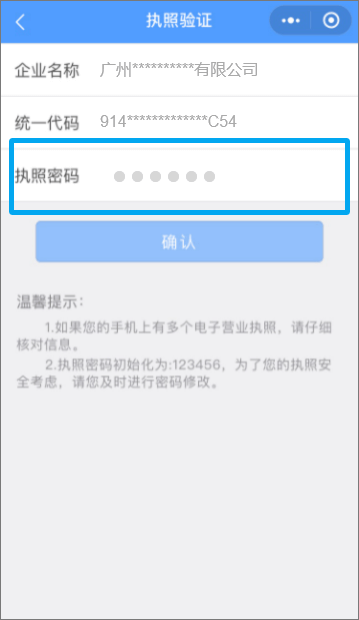 执照验证
企业名称 广州**********有限公司
统一代码 914*************C54
执照密码 ●●●●●●
确认
温馨提示：
1.如果您的手机上有多个电子营业执照，请仔细
核对信息。
2.执照密码初始化为:123456，为了您的执照安
全考虑，请您及时进行密码修改。